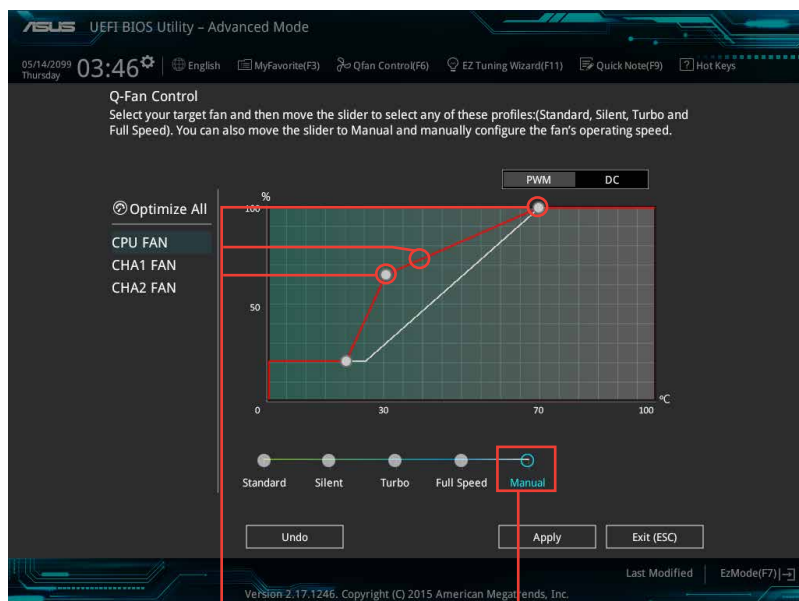 ASUS UEFI BIOS Utility – Advanced Mode
05/14/2099
Thursday
03:46
English
MyFavorite(F3)
Qfan Control(F6)
EZ Tuning Wizard(F11)
Quick Note(F9)
? Hot Keys
Q-Fan Control
Select your target fan and then move the slider to select any of these profiles:(Standard, Silent, Turbo and
Full Speed). You can also move the slider to Manual and manually configure the fan's operating speed.
PWM DC
Optimize All
CPU FAN
CHA1 FAN
CHA2 FAN
%
100
50
0 30 70 100
ºC
Standard Silent Turbo Full Speed Manual
Undo Apply Exit (ESC)
Last Modified EzMode(F7)
Version 2.17.1246. Copyright (C) 2015 American Megatrends, Inc.